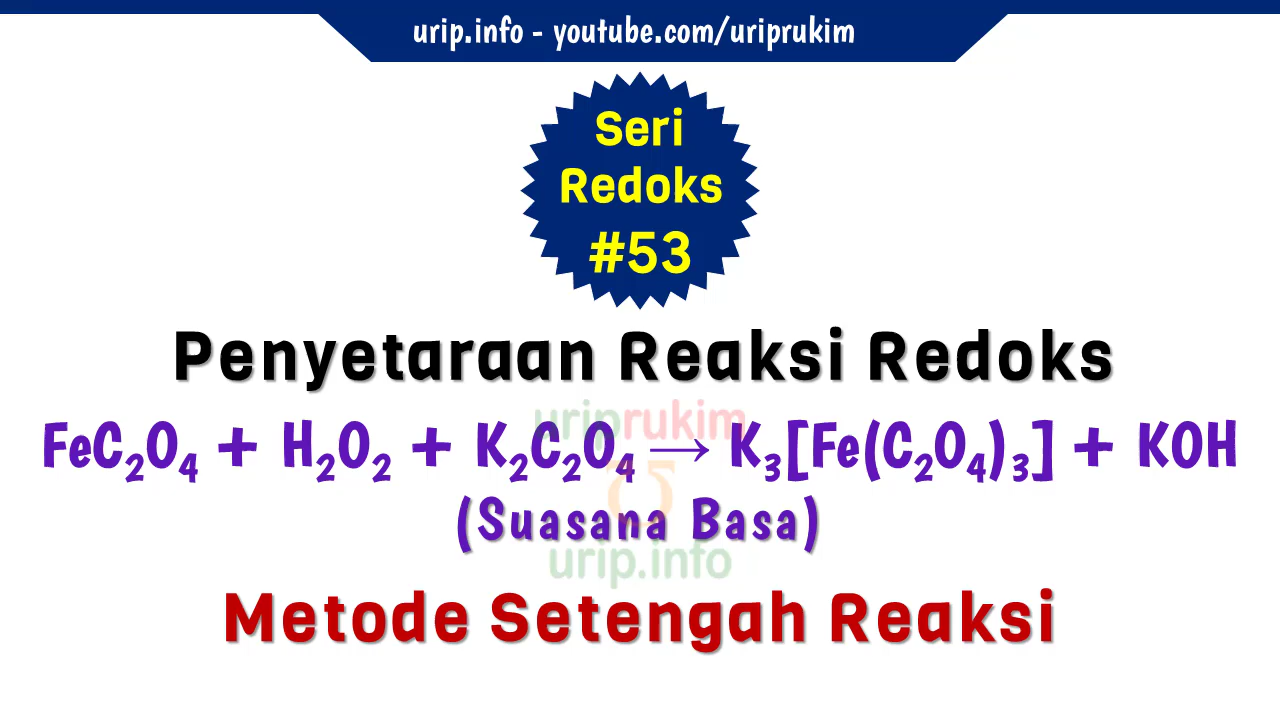 urip.info - youtube.com/uriprukim
Seri
Redoks
#53
Penyetaraan Reaksi Redoks
uriprukim
FeC₂O₄ + H₂O₂ + K₂C₂O₄ → K₃[Fe(C₂O₄)₃] + KOH
(Suasana Basa)
urip.info
Metode Setengah Reaksi